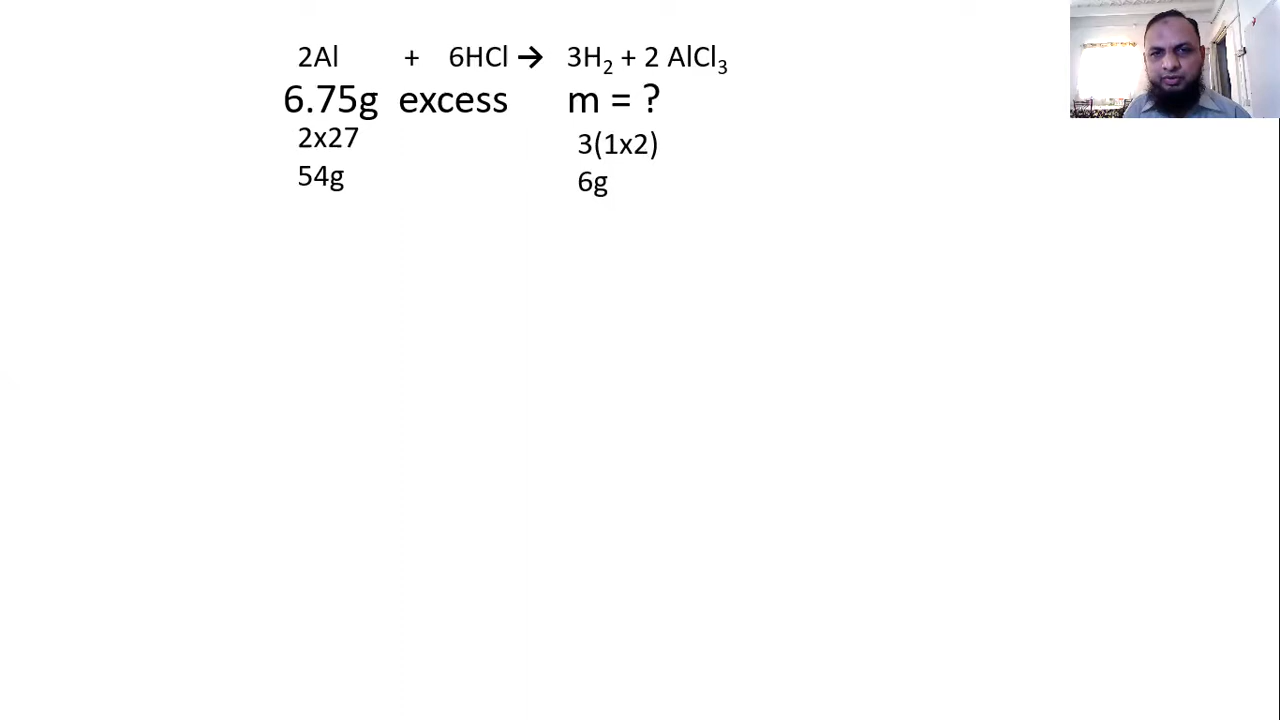 2Al + 6HCl → 3H₂ + 2 AlCl₃
6.75g excess m = ?
2x27 3(1x2)
54g 6g